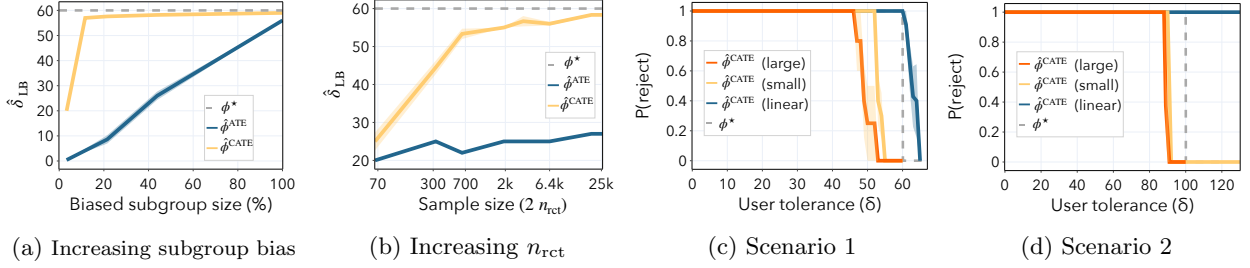 60
50
40
30
20
10
0
δ̂_LB
ϕ⋆
ϕ̂^ATE
ϕ̂^CATE
0 20 40 60 80 100
Biased subgroup size (%)
(a) Increasing subgroup bias
60
50
40
30
20
δ̂_LB
ϕ⋆
ϕ̂^ATE
ϕ̂^CATE
70 300 700 2k 6.4k 25k
Sample size (2 n_rct)
(b) Increasing n_rct
1
0.8
0.6
0.4
0.2
0
P(reject)
ϕ̂^CATE (large)
ϕ̂^CATE (small)
ϕ̂^CATE (linear)
ϕ⋆
0 10 20 30 40 50 60
User tolerance (δ)
(c) Scenario 1
1
0.8
0.6
0.4
0.2
0
P(reject)
ϕ̂^CATE (large)
ϕ̂^CATE (small)
ϕ̂^CATE (linear)
ϕ⋆
0 20 40 60 80 100 120
User tolerance (δ)
(d) Scenario 2